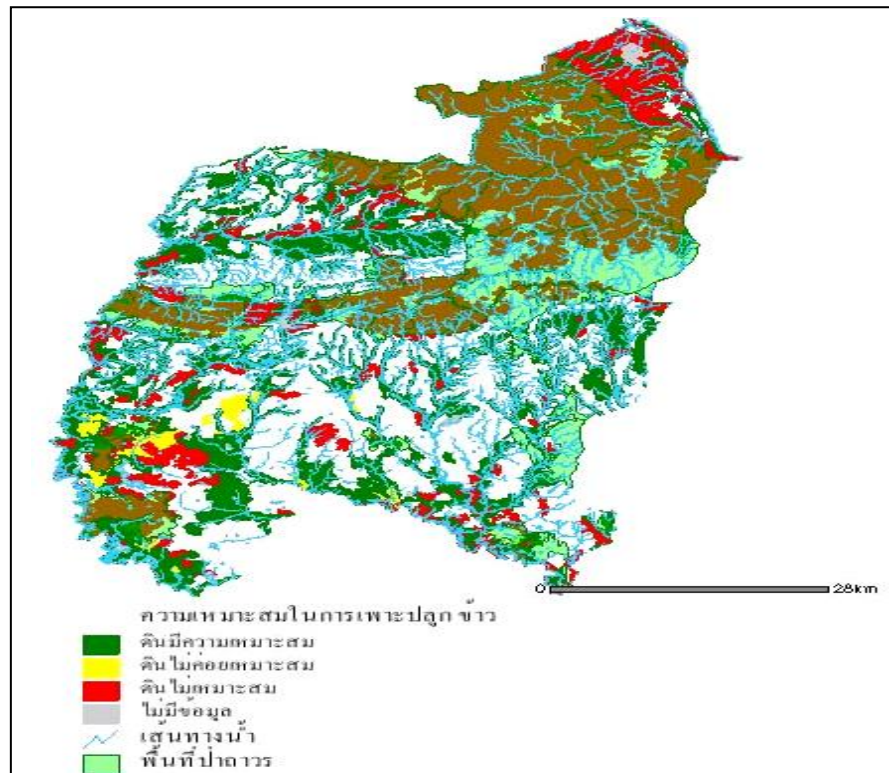 0 28km
ความเหมาะสมในการเพาะปลูก ข้าว
ดินมีความเหมาะสม
ดินไม่ค่อยเหมาะสม
ดินไม่เหมาะสม
ไม่มีข้อมูล
เส้นทางน้ำ
พื้นที่ป่าถาวร